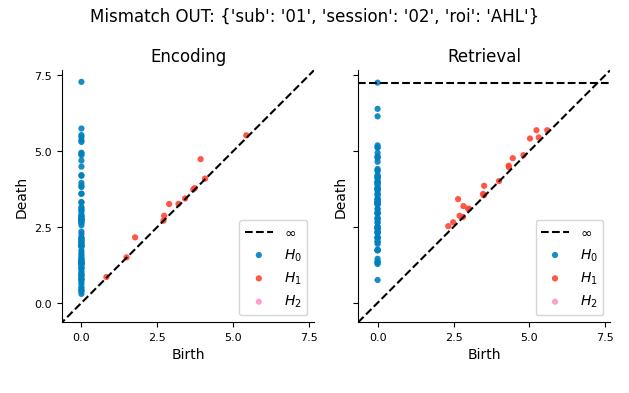 Mismatch OUT: {'sub': '01', 'session': '02', 'roi': 'AHL'}
Encoding
Retrieval
7.5
5.0
2.5
0.0
Death
0.0
2.5
5.0
7.5
Birth
∞
H₀
H₁
H₂
Death
0.0
2.5
5.0
7.5
Birth
∞
H₀
H₁
H₂